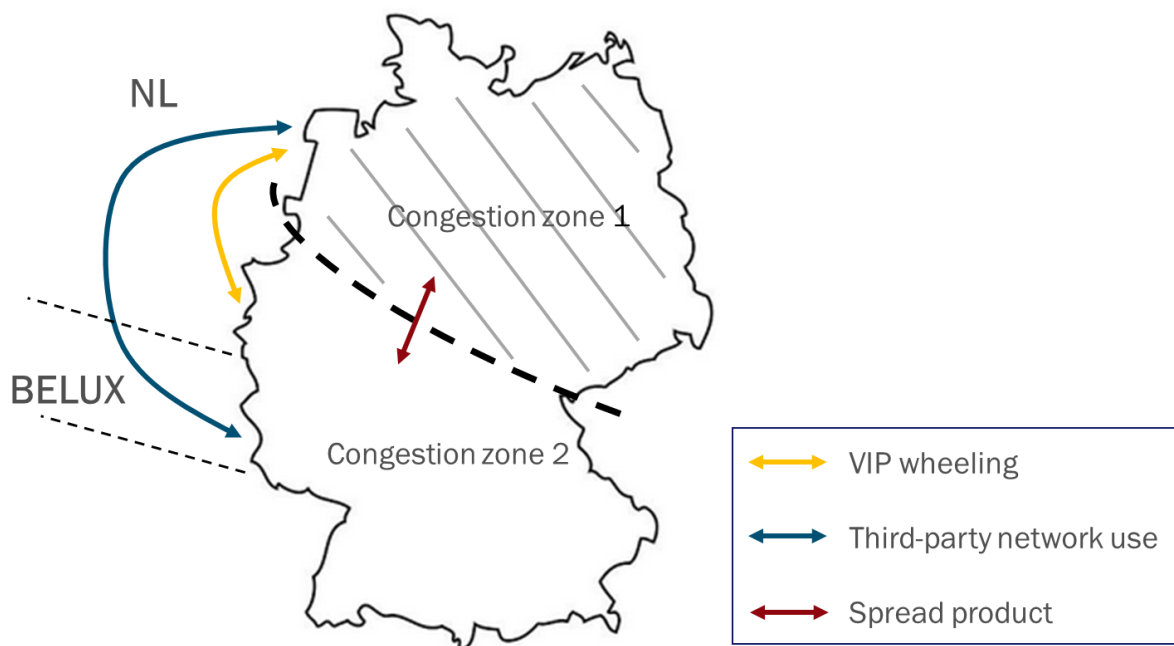 NL
Congestion zone 1
BELUX
Congestion zone 2
VIP wheeling
Third-party network use
Spread product